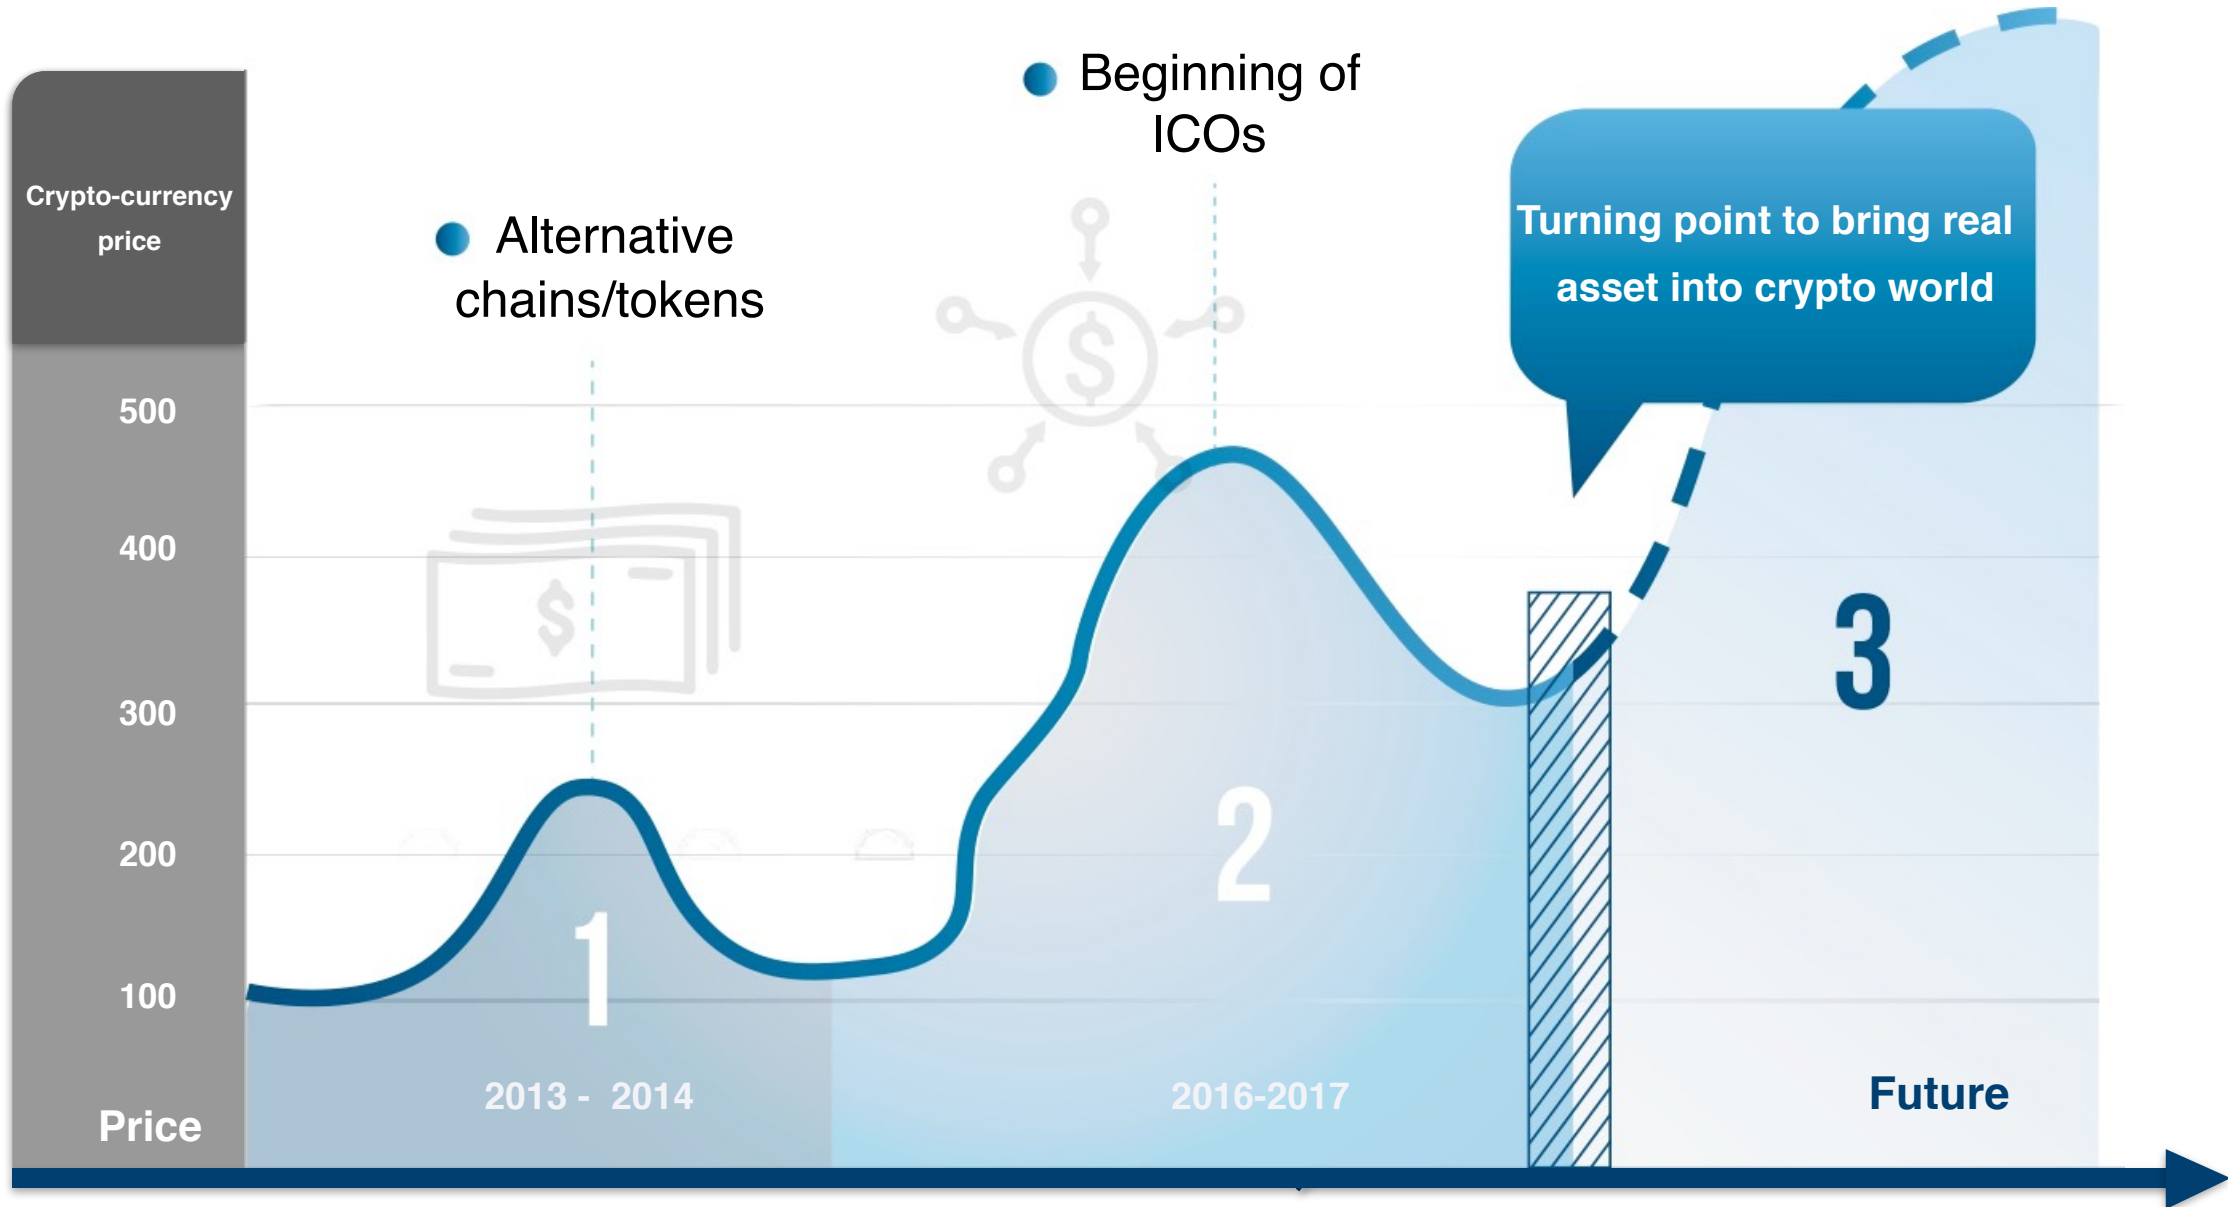 Beginning of
ICOs
Crypto-currency
price
Alternative
chains/tokens
Turning point to bring real
asset into crypto world
500
400
300
200
100
Price
$
$
1
2
3
2013 - 2014
2016-2017
Future